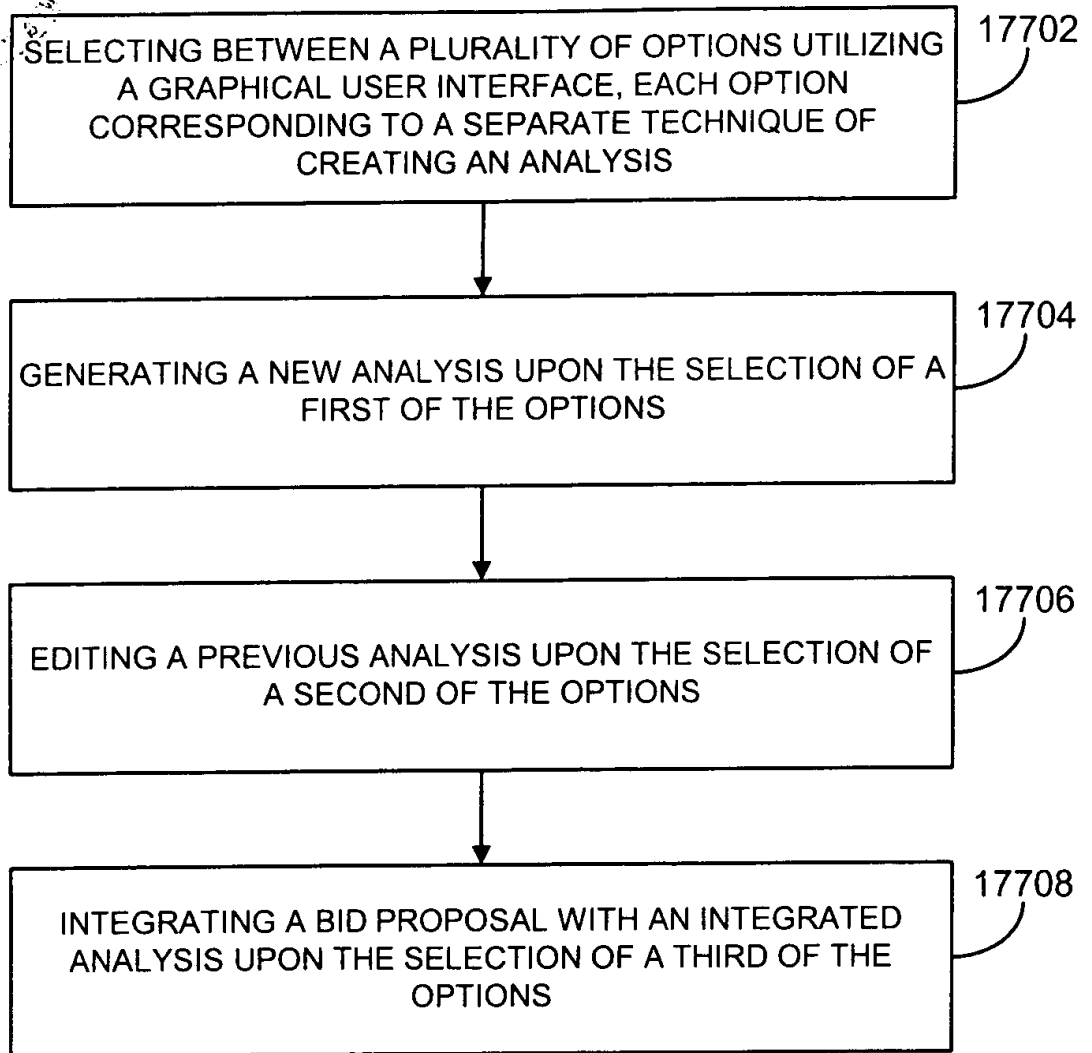 17702
SELECTING BETWEEN A PLURALITY OF OPTIONS UTILIZING
A GRAPHICAL USER INTERFACE, EACH OPTION
CORRESPONDING TO A SEPARATE TECHNIQUE OF
CREATING AN ANALYSIS
17704
GENERATING A NEW ANALYSIS UPON THE SELECTION OF A
FIRST OF THE OPTIONS
17706
EDITING A PREVIOUS ANALYSIS UPON THE SELECTION OF
A SECOND OF THE OPTIONS
17708
INTEGRATING A BID PROPOSAL WITH AN INTEGRATED
ANALYSIS UPON THE SELECTION OF A THIRD OF THE
OPTIONS